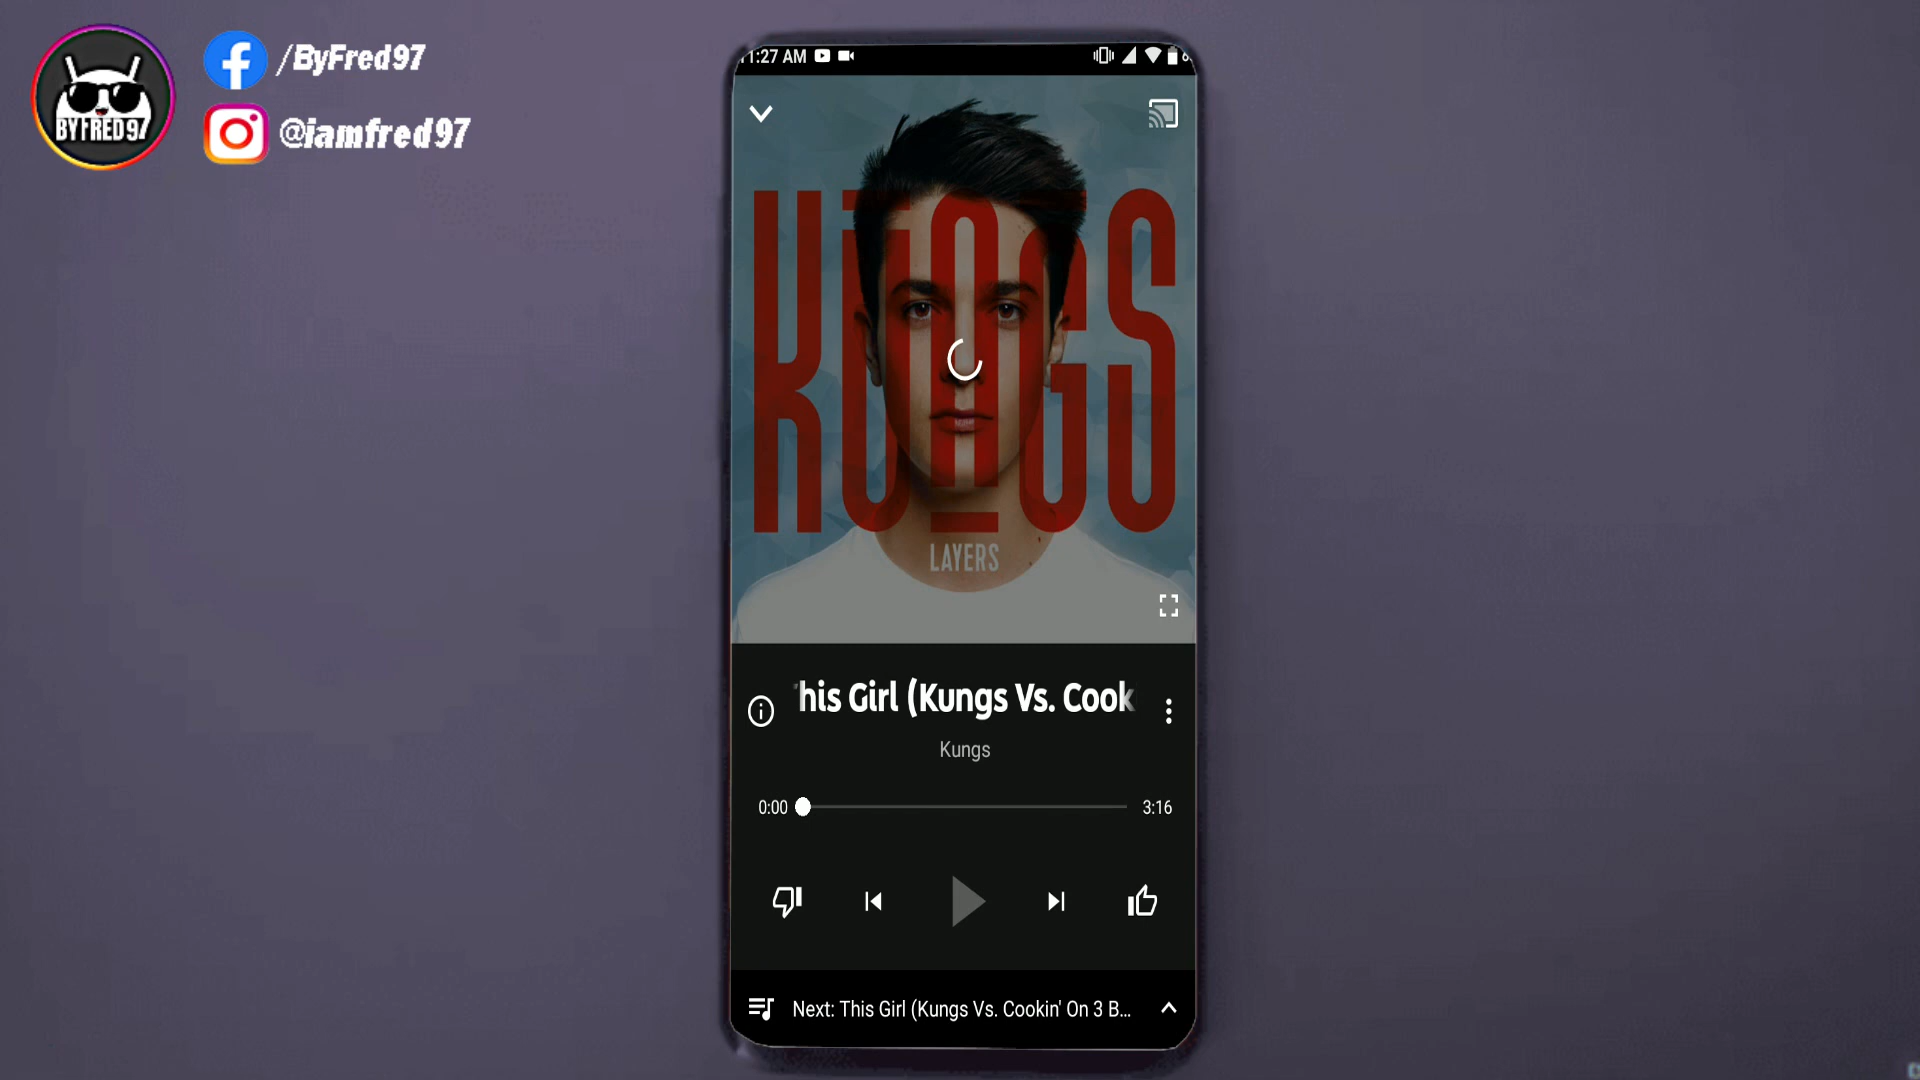 BYFRED97
/ByFred97
@iamfred97
1:27 AM
KUNGS
LAYERS
his Girl (Kungs Vs. Cook
Kungs
0:00
3:16
Next: This Girl (Kungs Vs. Cookin' On 3 B...